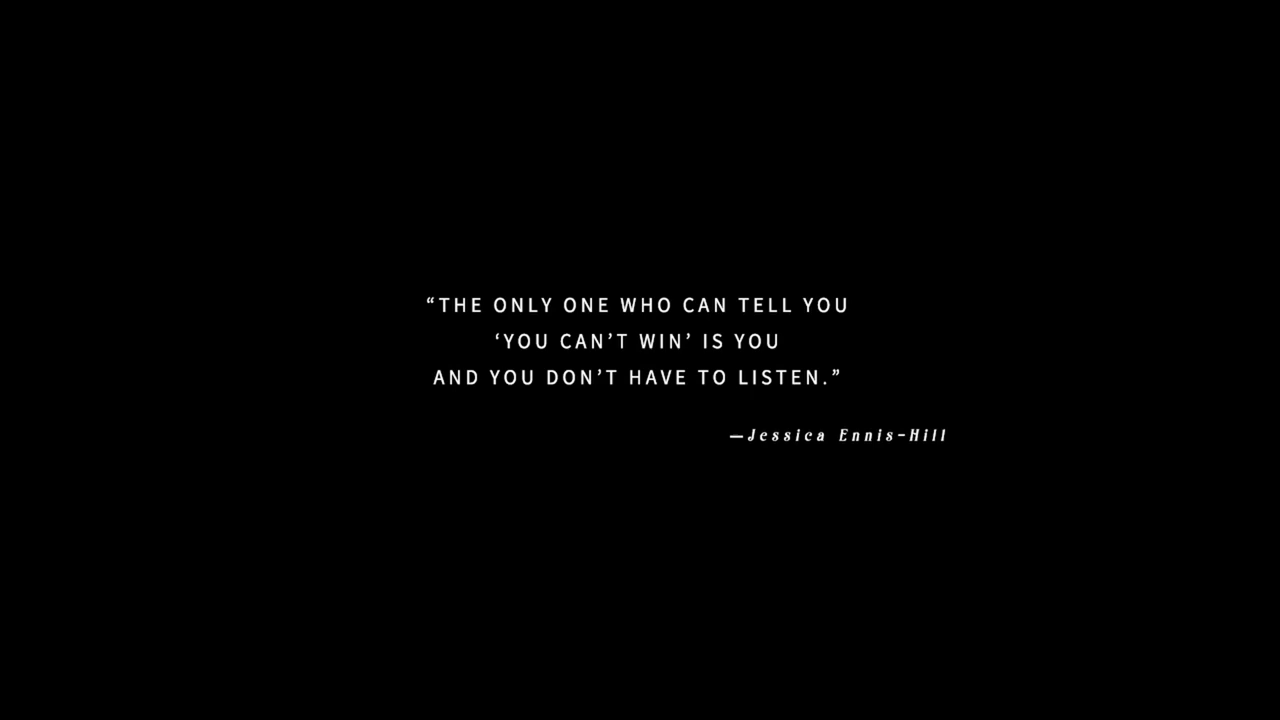 “THE ONLY ONE WHO CAN TELL YOU
‘YOU CAN’T WIN’ IS YOU
AND YOU DON’T HAVE TO LISTEN.”
—Jessica Ennis-Hill